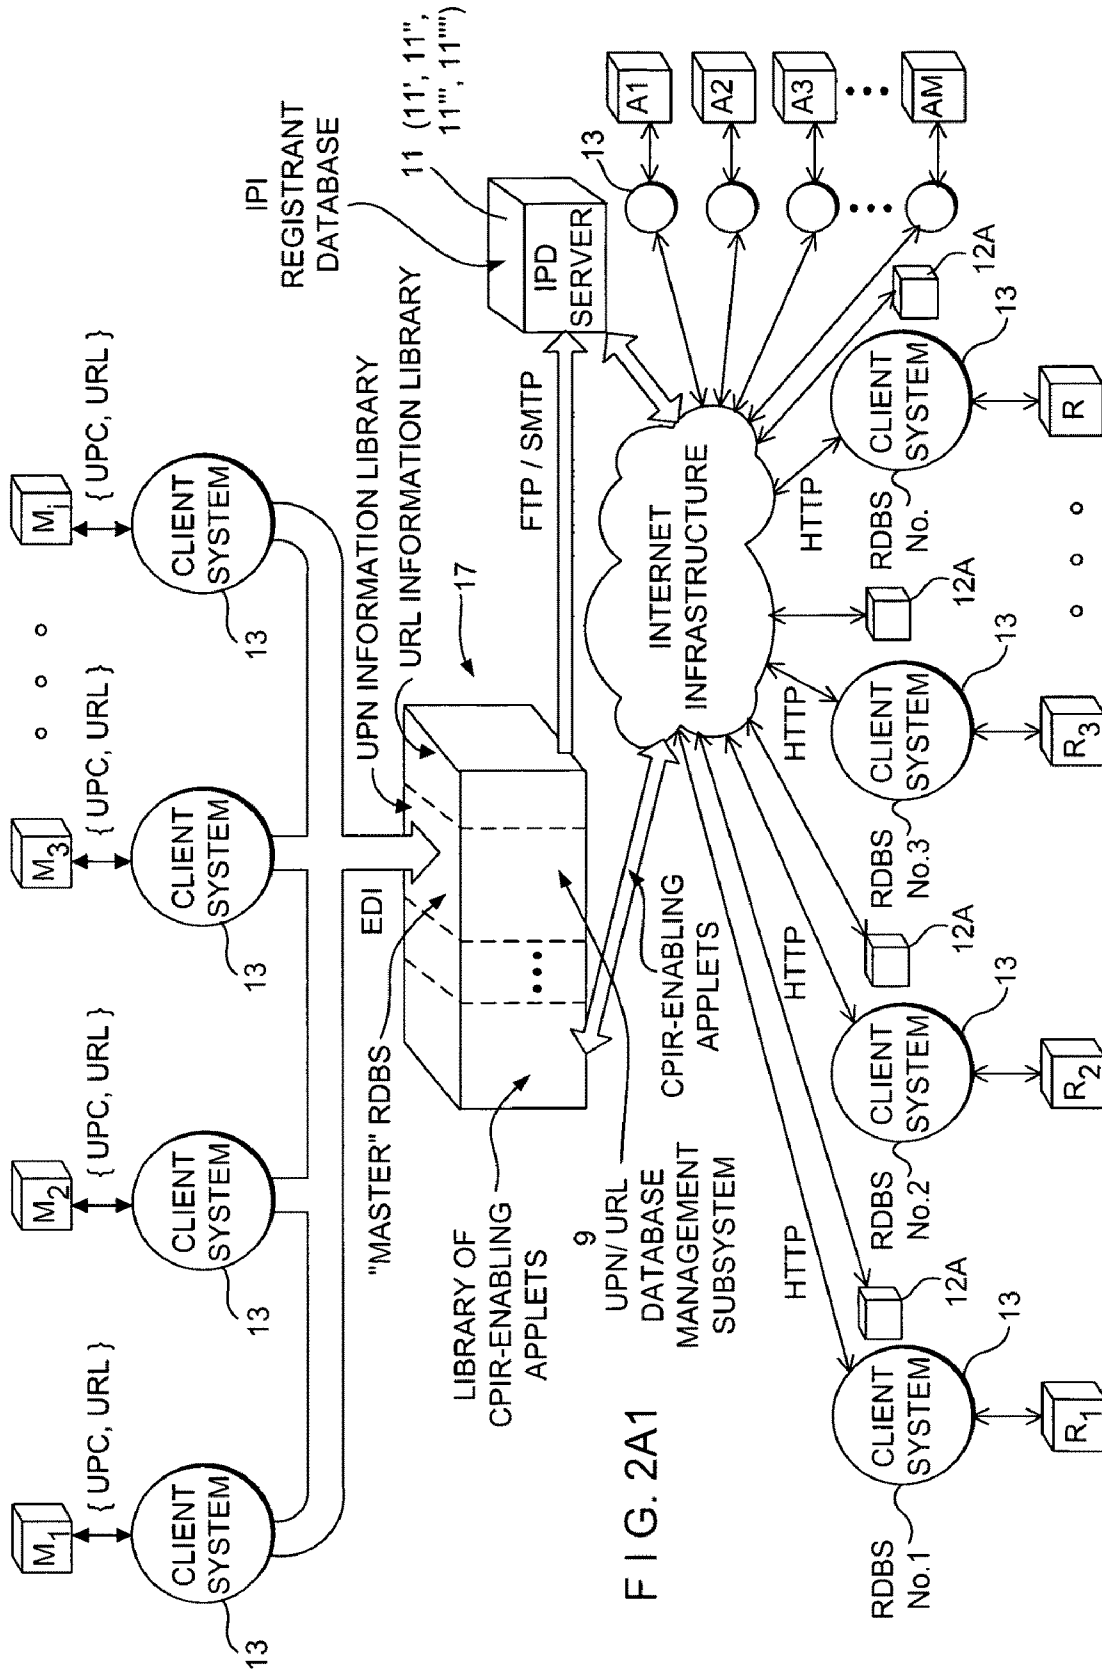 M1
{ UPC, URL }
CLIENT
SYSTEM
13
M2
{ UPC, URL }
CLIENT
SYSTEM
13
M3
{ UPC, URL }
CLIENT
SYSTEM
13
Mi
{ UPC, URL }
CLIENT
SYSTEM
13
EDI
"MASTER" RDBS
UPN INFORMATION LIBRARY
URL INFORMATION LIBRARY
17
LIBRARY OF
CPIR-ENABLING
APPLETS
9
UPN/ URL
DATABASE
MANAGEMENT
SUBSYSTEM
CPIR-ENABLING
APPLETS
FTP / SMTP
IPI
REGISTRANT
DATABASE
11 (11', 11",
11''', 11'''')
IPD
SERVER
INTERNET
INFRASTRUCTURE
13
A1
A2
A3
AM
HTTP
HTTP
HTTP
HTTP
12A
12A
12A
12A
RDBS
No.1
CLIENT
SYSTEM
13
R1
RDBS
No.2
CLIENT
SYSTEM
13
R2
RDBS
No.3
CLIENT
SYSTEM
13
R3
RDBS
No.
CLIENT
SYSTEM
13
R
FIG. 2A1